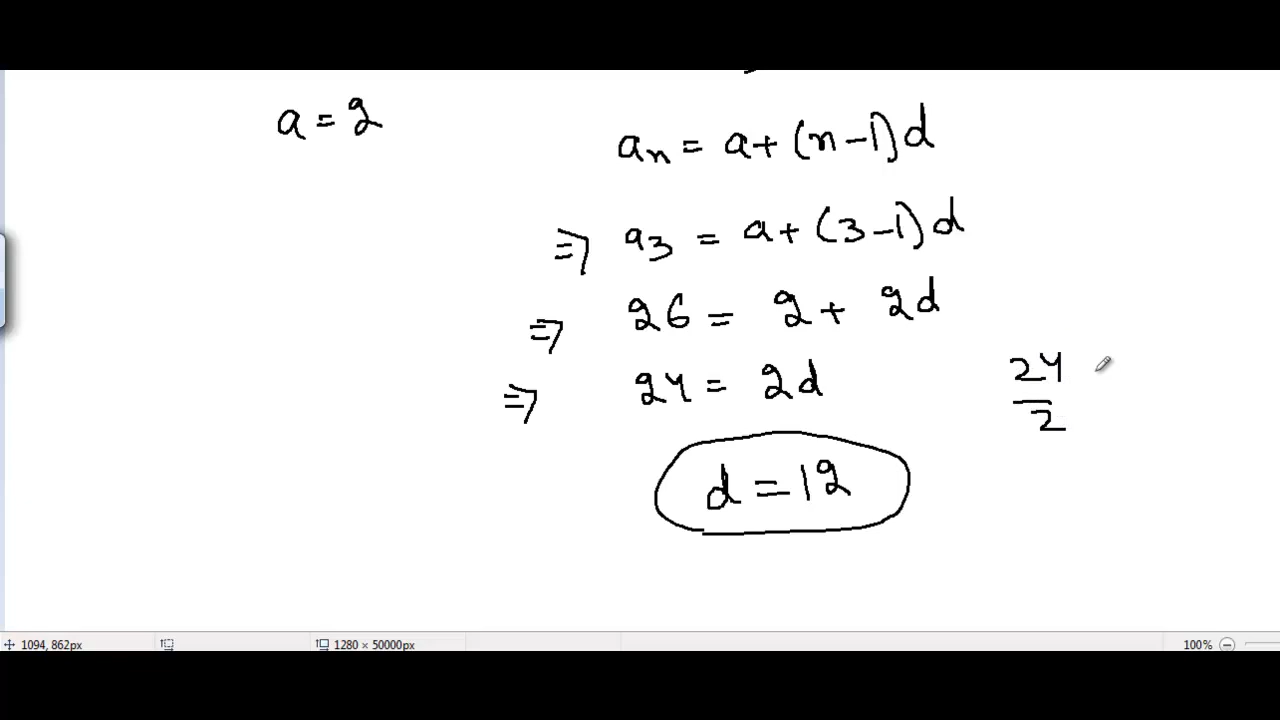 a = 2
an = a + (n-1)d
⇒ a3 = a + (3-1)d
⇒ 26 = 2 + 2d
⇒ 24 = 2d
24
2
d = 12
1094, 862px 1280 × 50000px 100%